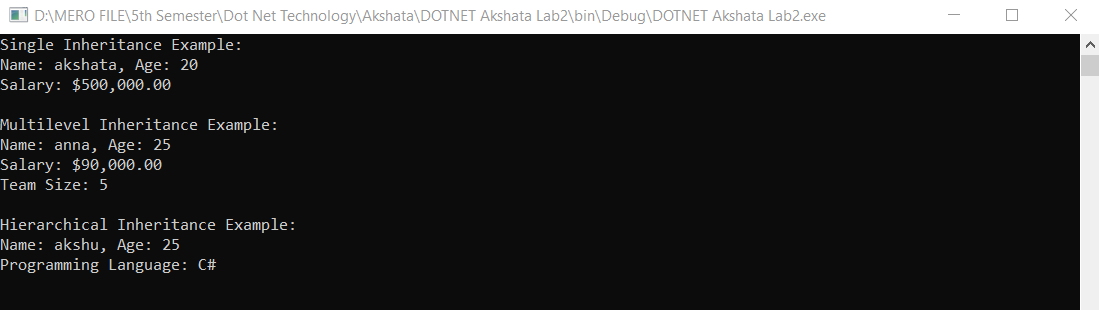 D:\MERO FILE\5th Semester\Dot Net Technology\Akshata\DOTNET Akshata Lab2\bin\Debug\DOTNET Akshata Lab2.exe
Single Inheritance Example:
Name: akshata, Age: 20
Salary: $500,000.00
Multilevel Inheritance Example:
Name: anna, Age: 25
Salary: $90,000.00
Team Size: 5
Hierarchical Inheritance Example:
Name: akshu, Age: 25
Programming Language: C#